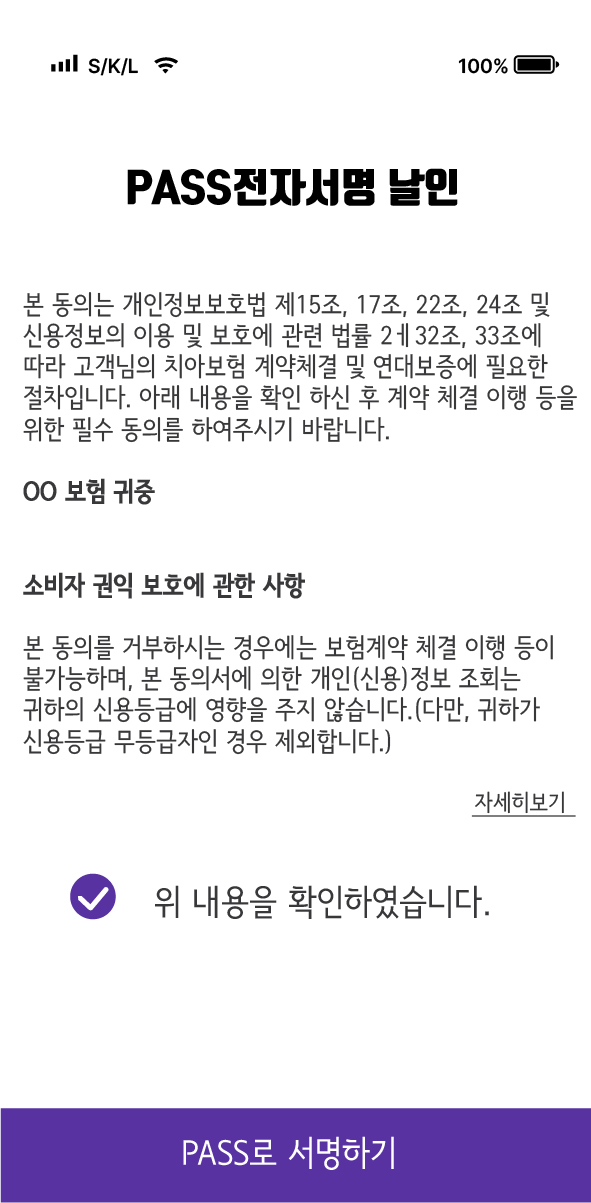 S/K/L 100%
PASS전자서명 날인
본 동의는 개인정보보호법 제15조, 17조, 22조, 24조 및
신용정보의 이용 및 보호에 관련 법률 2ㅔ32조, 33조에
따라 고객님의 치아보험 계약체결 및 연대보증에 필요한
절차입니다. 아래 내용을 확인 하신 후 계약 체결 이행 등을
위한 필수 동의를 하여주시기 바랍니다.
OO 보험 귀중
소비자 권익 보호에 관한 사항
본 동의를 거부하시는 경우에는 보험계약 체결 이행 등이
불가능하며, 본 동의서에 의한 개인(신용)정보 조회는
귀하의 신용등급에 영향을 주지 않습니다.(다만, 귀하가
신용등급 무등급자인 경우 제외합니다.)
자세히보기
위 내용을 확인하였습니다.
PASS로 서명하기